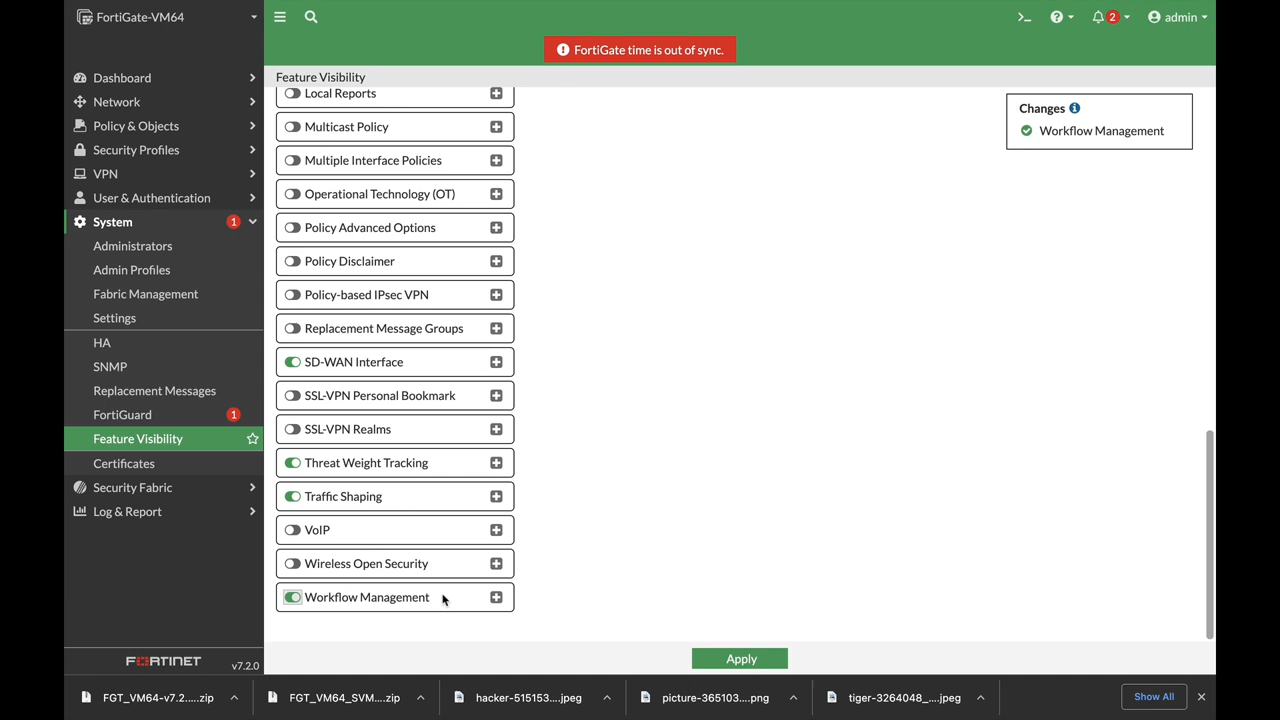 FortiGate-VM64
2
admin
FortiGate time is out of sync.
Dashboard
Network
Policy & Objects
Security Profiles
VPN
User & Authentication
System
1
Administrators
Admin Profiles
Fabric Management
Settings
HA
SNMP
Replacement Messages
FortiGuard
1
Feature Visibility
Certificates
Security Fabric
Log & Report
FORTINET
v7.2.0
Feature Visibility
Local Reports
Multicast Policy
Multiple Interface Policies
Operational Technology (OT)
Policy Advanced Options
Policy Disclaimer
Policy-based IPsec VPN
Replacement Message Groups
SD-WAN Interface
SSL-VPN Personal Bookmark
SSL-VPN Realms
Threat Weight Tracking
Traffic Shaping
VoIP
Wireless Open Security
Workflow Management
Changes
Workflow Management
Apply
FGT_VM64-v7.2.....zip
FGT_VM64_SVM....zip
hacker-515153....jpeg
picture-365103....png
tiger-3264048_....jpeg
Show All